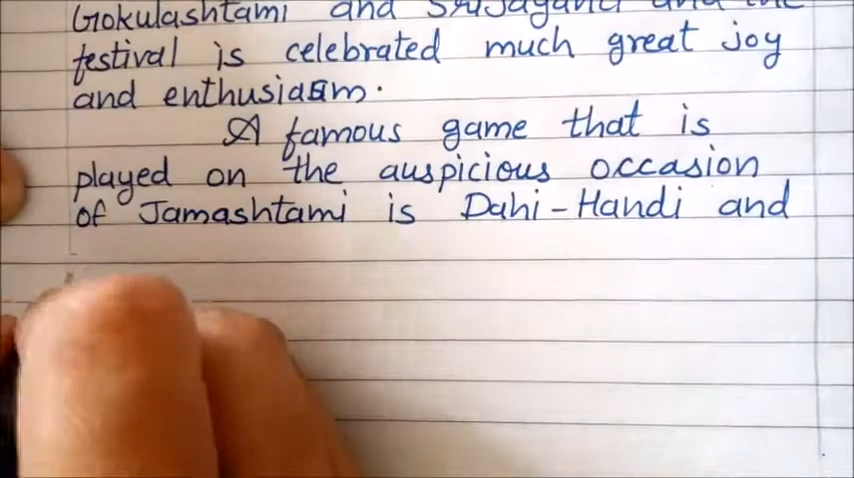 Gokulashtami and
festival is celebrated much great joy
and enthusiasm.
A famous game that is
played on the auspicious occasion
of Jamashtami is Dahi-Handi and